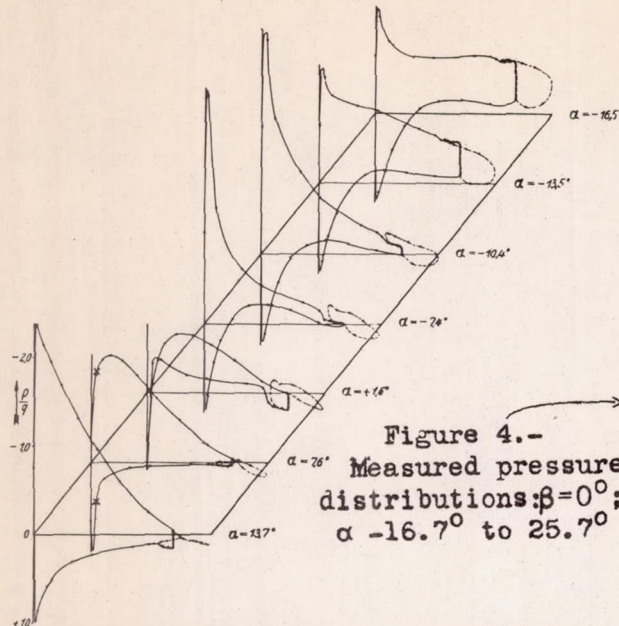 α = -16,5
α = -13,5°
α = -10,4°
α = -7,4°
α = +1,6°
α = 7,6°
α = 13,7°
-2,0
p/q
-1,0
0
+1,0
Figure 4.-
Measured pressure
distributions:β=0°;
α -16.7° to 25.7°